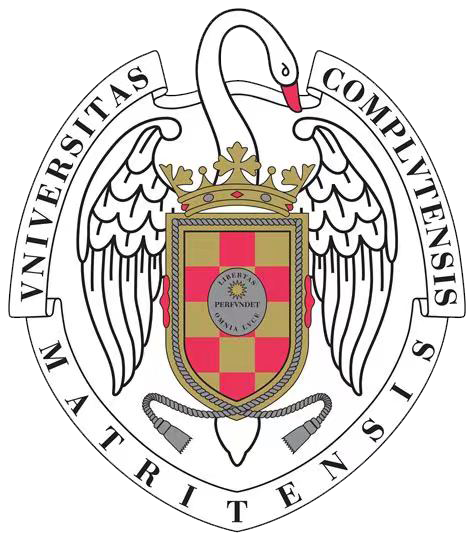 VNIVERSITAS
COMPLVTENSIS
MATRITENSIS
LIBERTAS
PERFVNDET
OMNIA LVCE